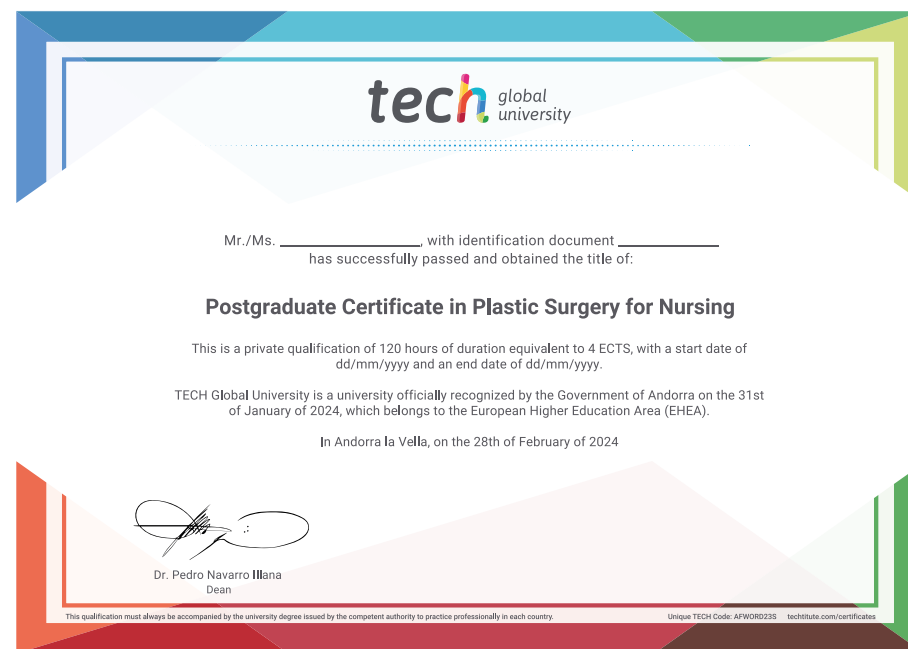 tech global university
Mr./Ms. ____________, with identification document ____________
has successfully passed and obtained the title of:
Postgraduate Certificate in Plastic Surgery for Nursing
This is a private qualification of 120 hours of duration equivalent to 4 ECTS, with a start date of
dd/mm/yyyy and an end date of dd/mm/yyyy.
TECH Global University is a university officially recognized by the Government of Andorra on the 31st
of January of 2024, which belongs to the European Higher Education Area (EHEA).
In Andorra la Vella, on the 28th of February of 2024
Dr. Pedro Navarro Illana
Dean
This qualification must always be accompanied by the university degree issued by the competent authority to practice professionally in each country.
Unique TECH Code: AFWORD23S techtitute.com/certificates